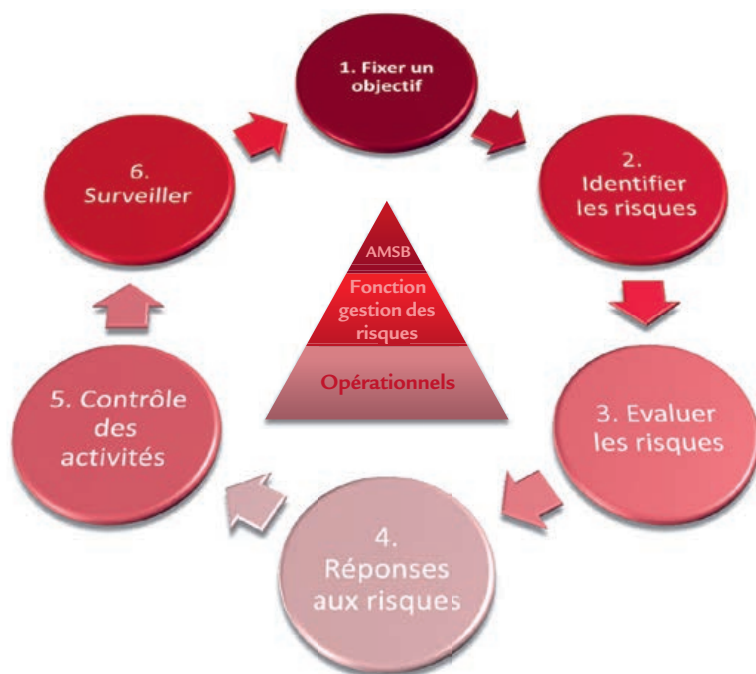 1. Fixer un
objectif
2.
Identifier
les risques
3. Evaluer
les risques
4.
Réponses
aux risques
5. Contrôle
des
activités
6.
Surveiller
AMSB
Fonction
gestion des
risques
Opérationnels